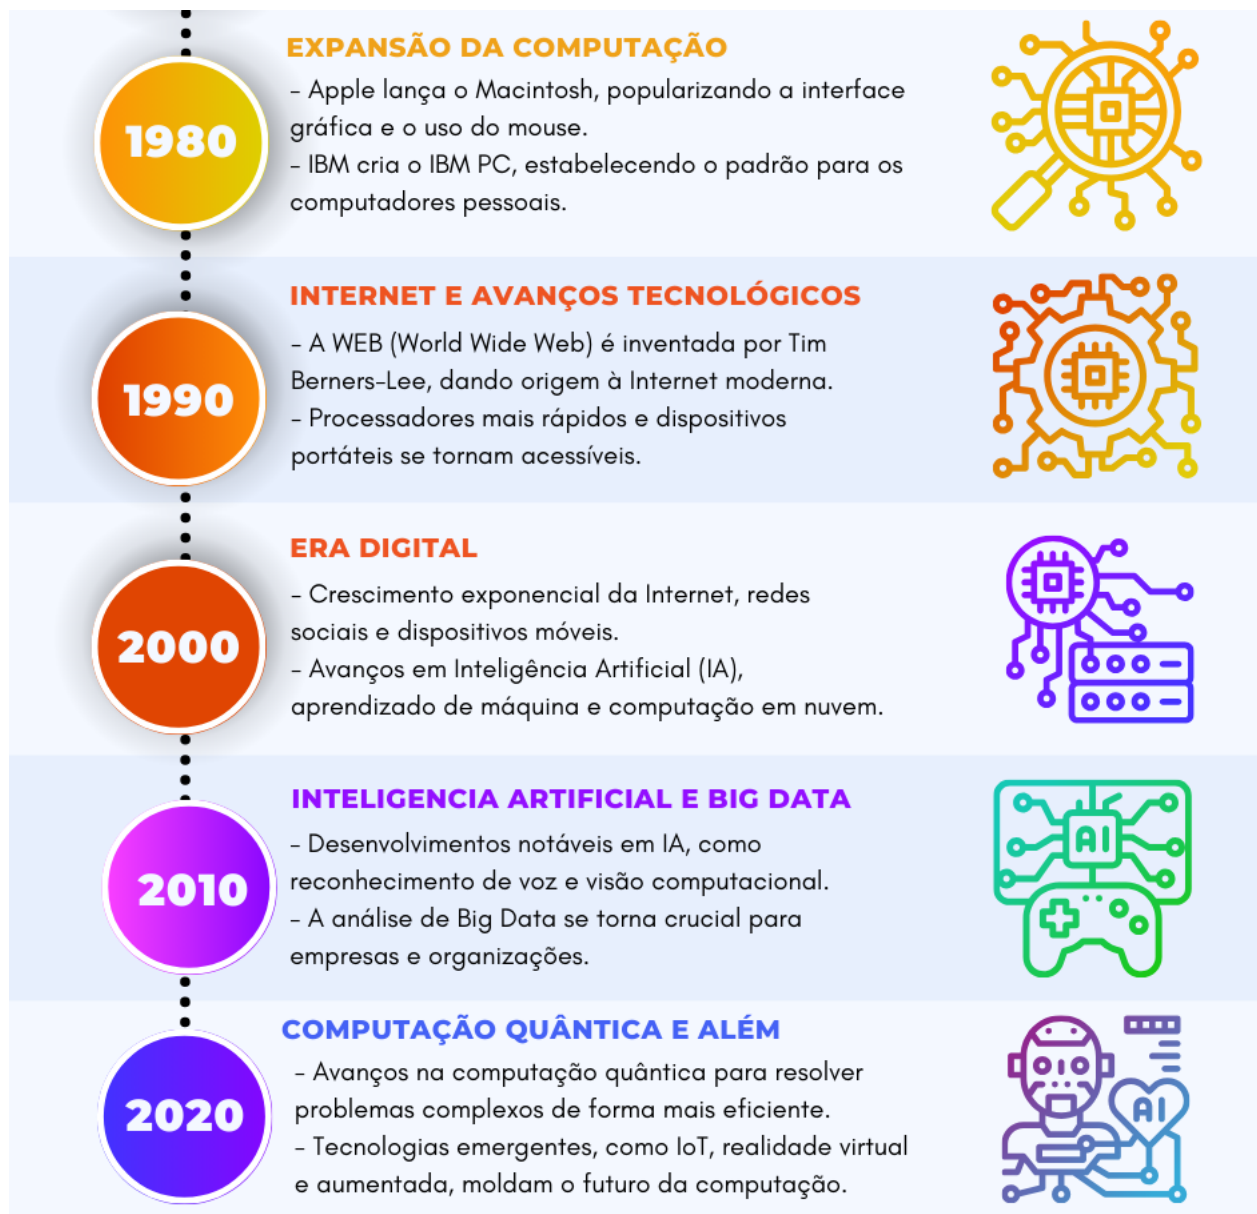 EXPANSÃO DA COMPUTAÇÃO
1980
- Apple lança o Macintosh, popularizando a interface
gráfica e o uso do mouse.
- IBM cria o IBM PC, estabelecendo o padrão para os
computadores pessoais.
INTERNET E AVANÇOS TECNOLÓGICOS
1990
- A WEB (World Wide Web) é inventada por Tim
Berners-Lee, dando origem à Internet moderna.
- Processadores mais rápidos e dispositivos
portáteis se tornam acessíveis.
ERA DIGITAL
2000
- Crescimento exponencial da Internet, redes
sociais e dispositivos móveis.
- Avanços em Inteligência Artificial (IA),
aprendizado de máquina e computação em nuvem.
INTELIGENCIA ARTIFICIAL E BIG DATA
2010
- Desenvolvimentos notáveis em IA, como
reconhecimento de voz e visão computacional.
- A análise de Big Data se torna crucial para
empresas e organizações.
AI
COMPUTAÇÃO QUÂNTICA E ALÉM
2020
- Avanços na computação quântica para resolver
problemas complexos de forma mais eficiente.
- Tecnologias emergentes, como IoT, realidade virtual
e aumentada, moldam o futuro da computação.
AI